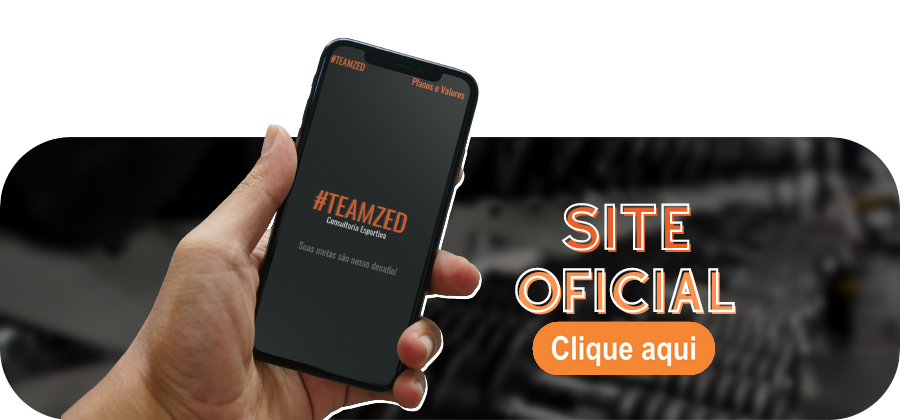 #TEAMZED
Planos e Valores
#TEAMZED
Consultoria Esportiva
Suas metas são nosso desafio!
SITE
OFICIAL
Clique aqui